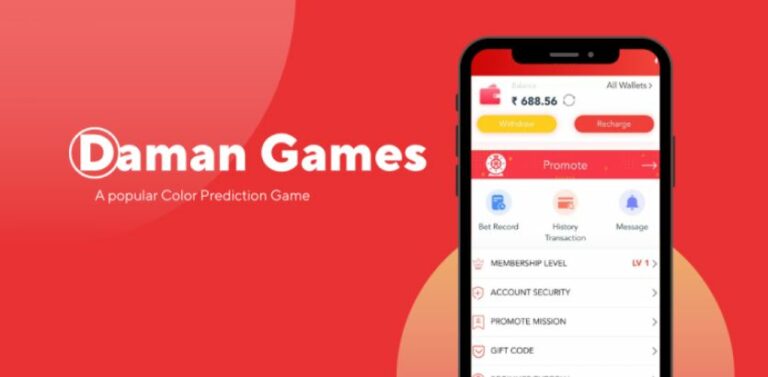 Daman Games
A popular Color Prediction Game
Balance
All Wallets >
₹ 688.56
Withdraw
Recharge
Promote
Bet Record
History
Transaction
Message
MEMBERSHIP LEVEL
LV 1
ACCOUNT SECURITY
PROMOTE MISSION
GIFT CODE